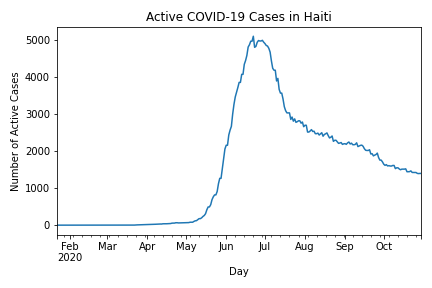 Active COVID-19 Cases in Haiti
Number of Active Cases
5000
4000
3000
2000
1000
0
Feb Mar Apr May Jun Jul Aug Sep Oct
2020
Day